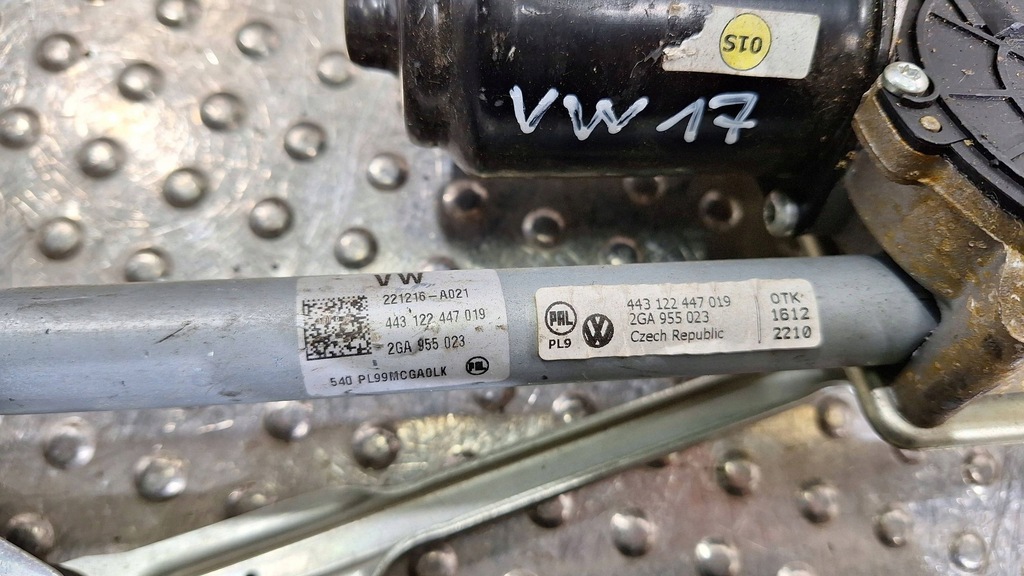 OTS
VW 17
VW
221216-A021
443 122 447 019
2GA 955 023
540 PL99MCGA0LK
PAL
PL9
443 122 447 019
2GA 955 023
Czech Republic
OTK
1612
2210